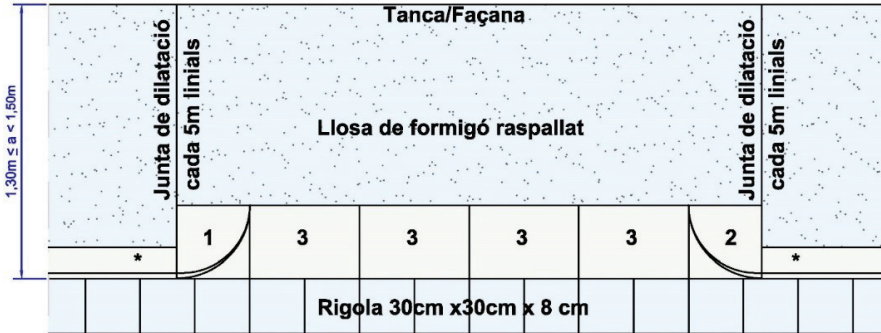 Tanca/Façana
Junta de dilatació
cada 5m linials
Junta de dilatació
cada 5m linials
1,30m ≤ a < 1,50m
Llosa de formigó raspallat
1 3 3 3 3 2
* *
Rigola 30cm x30cm x 8 cm